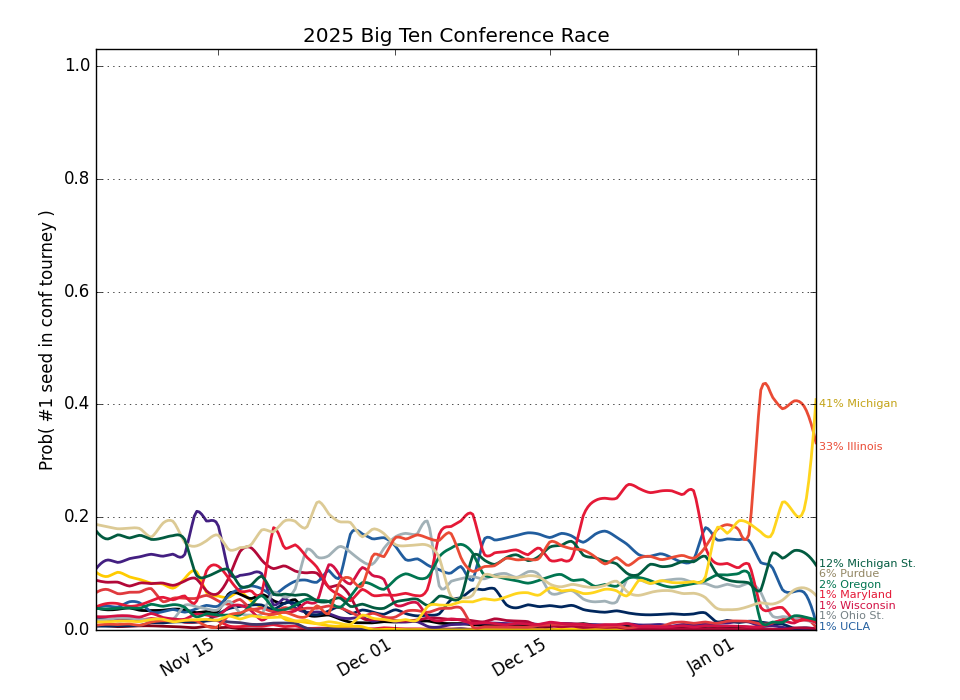 2025 Big Ten Conference Race
Prob( #1 seed in conf tourney )
1.0
0.8
0.6
0.4
0.2
0.0
Nov 15
Dec 01
Dec 15
Jan 01
41% Michigan
33% Illinois
12% Michigan St.
6% Purdue
2% Oregon
1% Maryland
1% Wisconsin
1% Ohio St.
1% UCLA